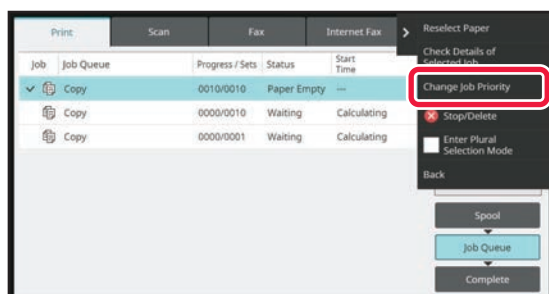 Print Scan Fax Internet Fax
Job Job Queue Progress / Sets Status Start Time
Copy 0010/0010 Paper Empty ---
Copy 0000/0010 Waiting Calculating
Copy 0000/0001 Waiting Calculating
Reselect Paper
Check Details of
Selected Job
Change Job Priority
Stop/Delete
Enter Plural
Selection Mode
Back
Spool
Job Queue
Complete